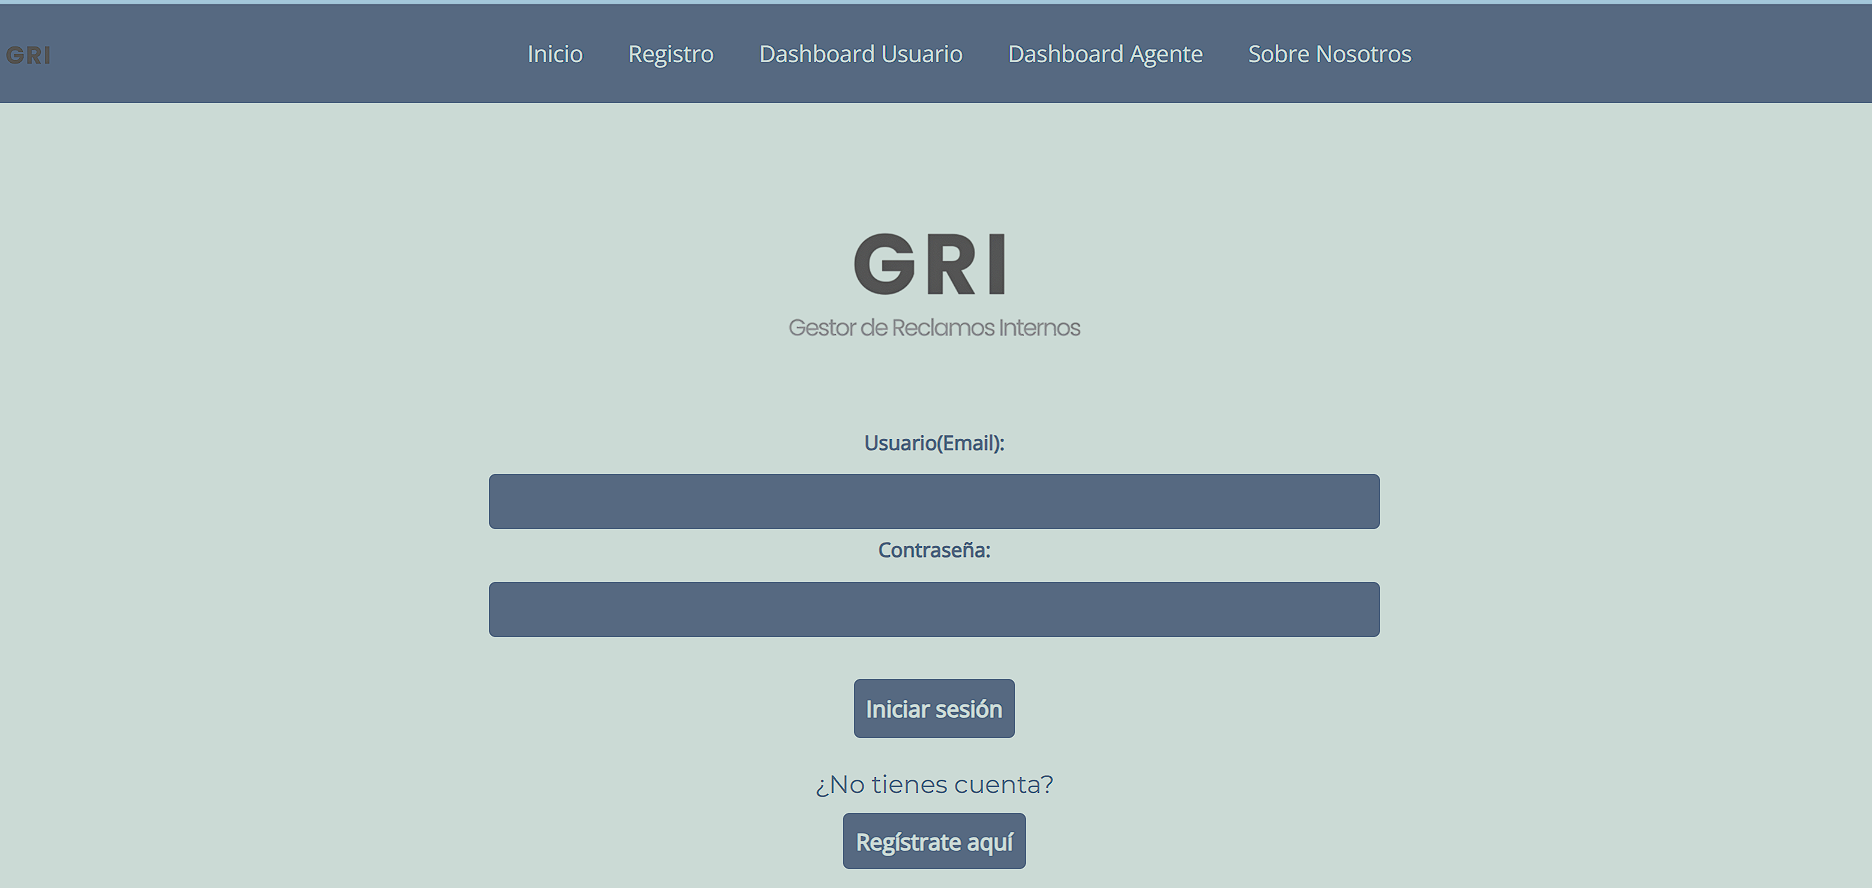 GRI
Inicio Registro Dashboard Usuario Dashboard Agente Sobre Nosotros
GRI
Gestor de Reclamos Internos
Usuario(Email):
Contraseña:
Iniciar sesión
¿No tienes cuenta?
Regístrate aquí